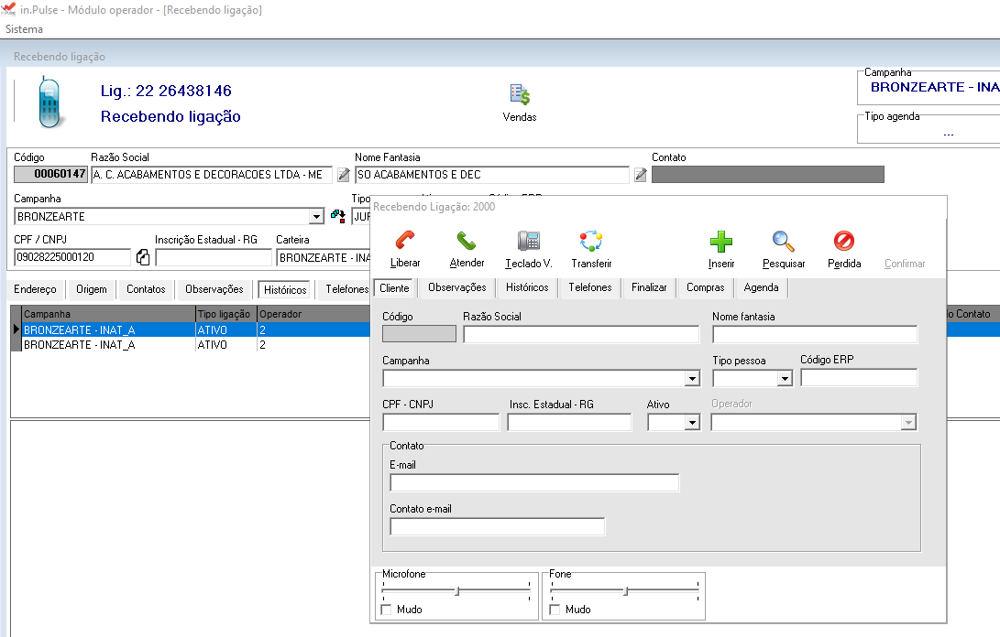 in.Pulse - Módulo operador - [Recebendo ligação]
Sistema
Recebendo ligação
Lig.: 22 26438146
Recebendo ligação
Vendas
Campanha
BRONZEARTE - INA
Tipo agenda
...
Código
Razão Social
Nome Fantasia
Contato
00060147
A. C. ACABAMENTOS E DECORACOES LTDA - ME
SO ACABAMENTOS E DEC
Campanha
Tipo
BRONZEARTE
CPF / CNPJ
Inscrição Estadual - RG
Carteira
09028225000120
BRONZEARTE - INA
Endereço
Origem
Contatos
Observações
Históricos
Telefones
Campanha
Tipo ligação
Operador
Contato
BRONZEARTE - INAT_A
ATIVO
2
BRONZEARTE - INAT_A
ATIVO
2
Recebendo Ligação: 2000
Liberar
Atender
Teclado V.
Transferir
Inserir
Pesquisar
Perdida
Confirmar
Cliente
Observações
Históricos
Telefones
Finalizar
Compras
Agenda
Código
Razão Social
Nome fantasia
Campanha
Tipo pessoa
Código ERP
CPF - CNPJ
Insc. Estadual - RG
Ativo
Operador
Contato
E-mail
Contato e-mail
Microfone
Mudo
Fone
Mudo